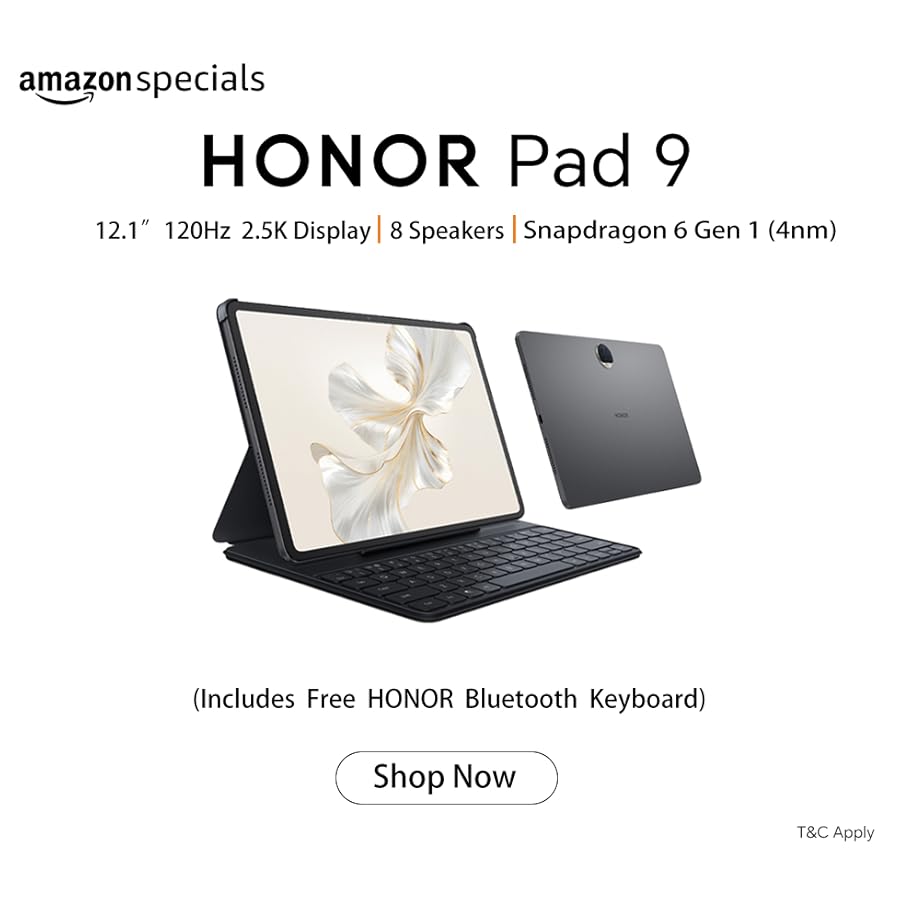 amazonspecials
HONOR Pad 9
12.1″ 120Hz 2.5K Display | 8 Speakers | Snapdragon 6 Gen 1 (4nm)
HONOR
(Includes Free HONOR Bluetooth Keyboard)
Shop Now
T&C Apply